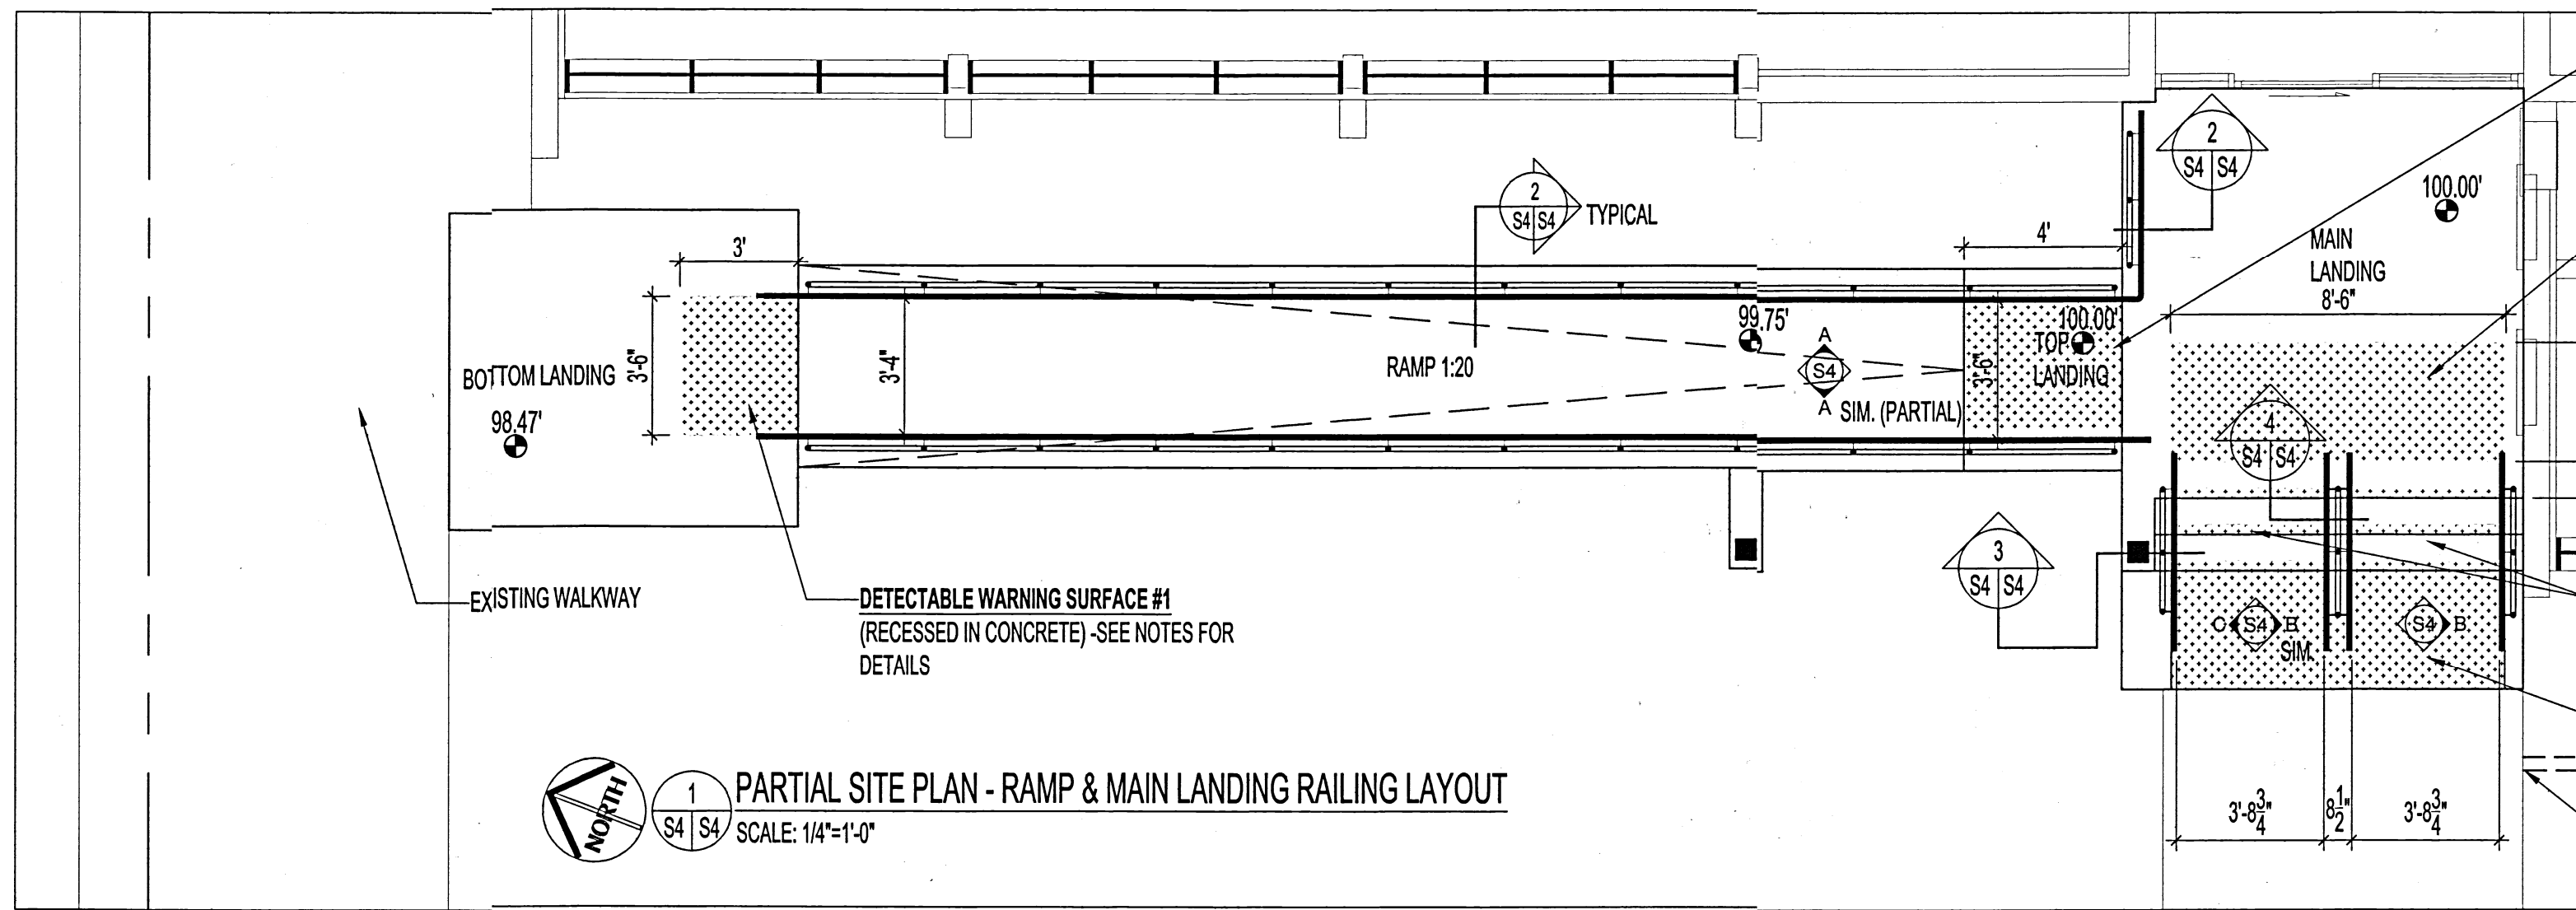 2
S4 S4
100.00'
2
S4 S4
TYPICAL
3'
4'
MAIN
LANDING
8'-6"
99.75'
100.00'
TOP
LANDING
A
S4
A
SIM. (PARTIAL)
3'-6"
3'-4"
3'-6"
RAMP 1:20
BOTTOM LANDING
98.47'
4
S4 S4
3
S4 S4
EXISTING WALKWAY
DETECTABLE WARNING SURFACE #1
(RECESSED IN CONCRETE) -SEE NOTES FOR
DETAILS
C S4 B
SIM.
S4 B
NORTH
1
S4 S4
PARTIAL SITE PLAN - RAMP & MAIN LANDING RAILING LAYOUT
SCALE: 1/4"=1'-0"
3'-8 3/4"
8 1/2"
3'-8 3/4"